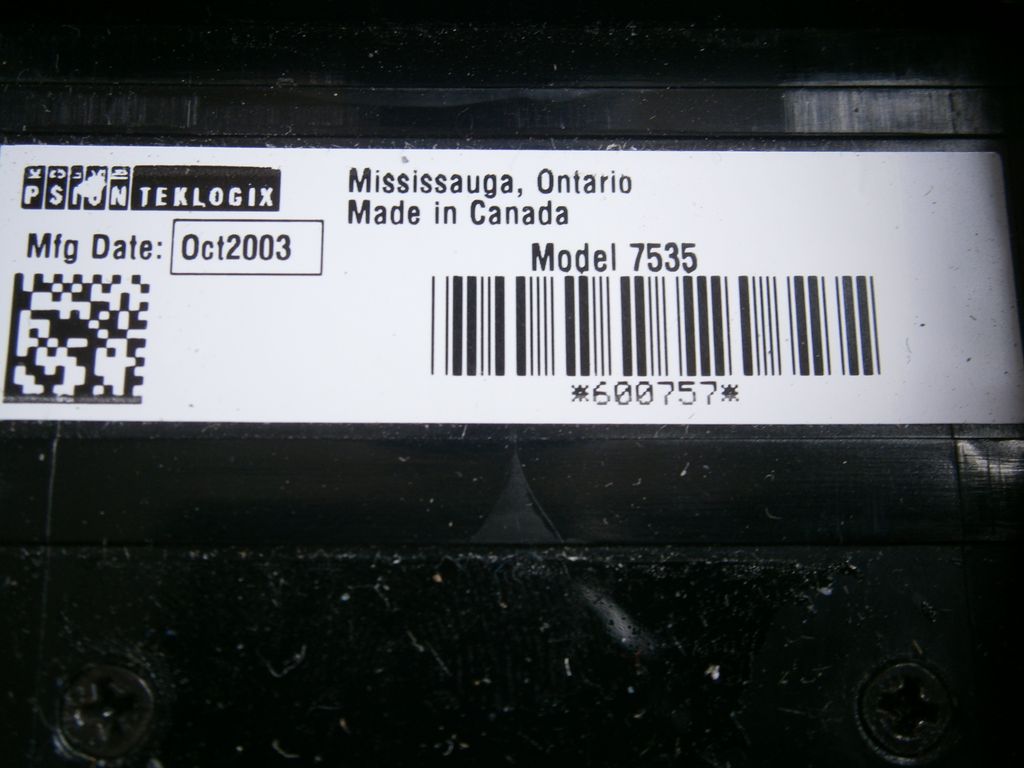 PSION TEKLOGIX
Mississauga, Ontario
Made in Canada
Mfg Date: Oct2003
Model 7535
*600757*